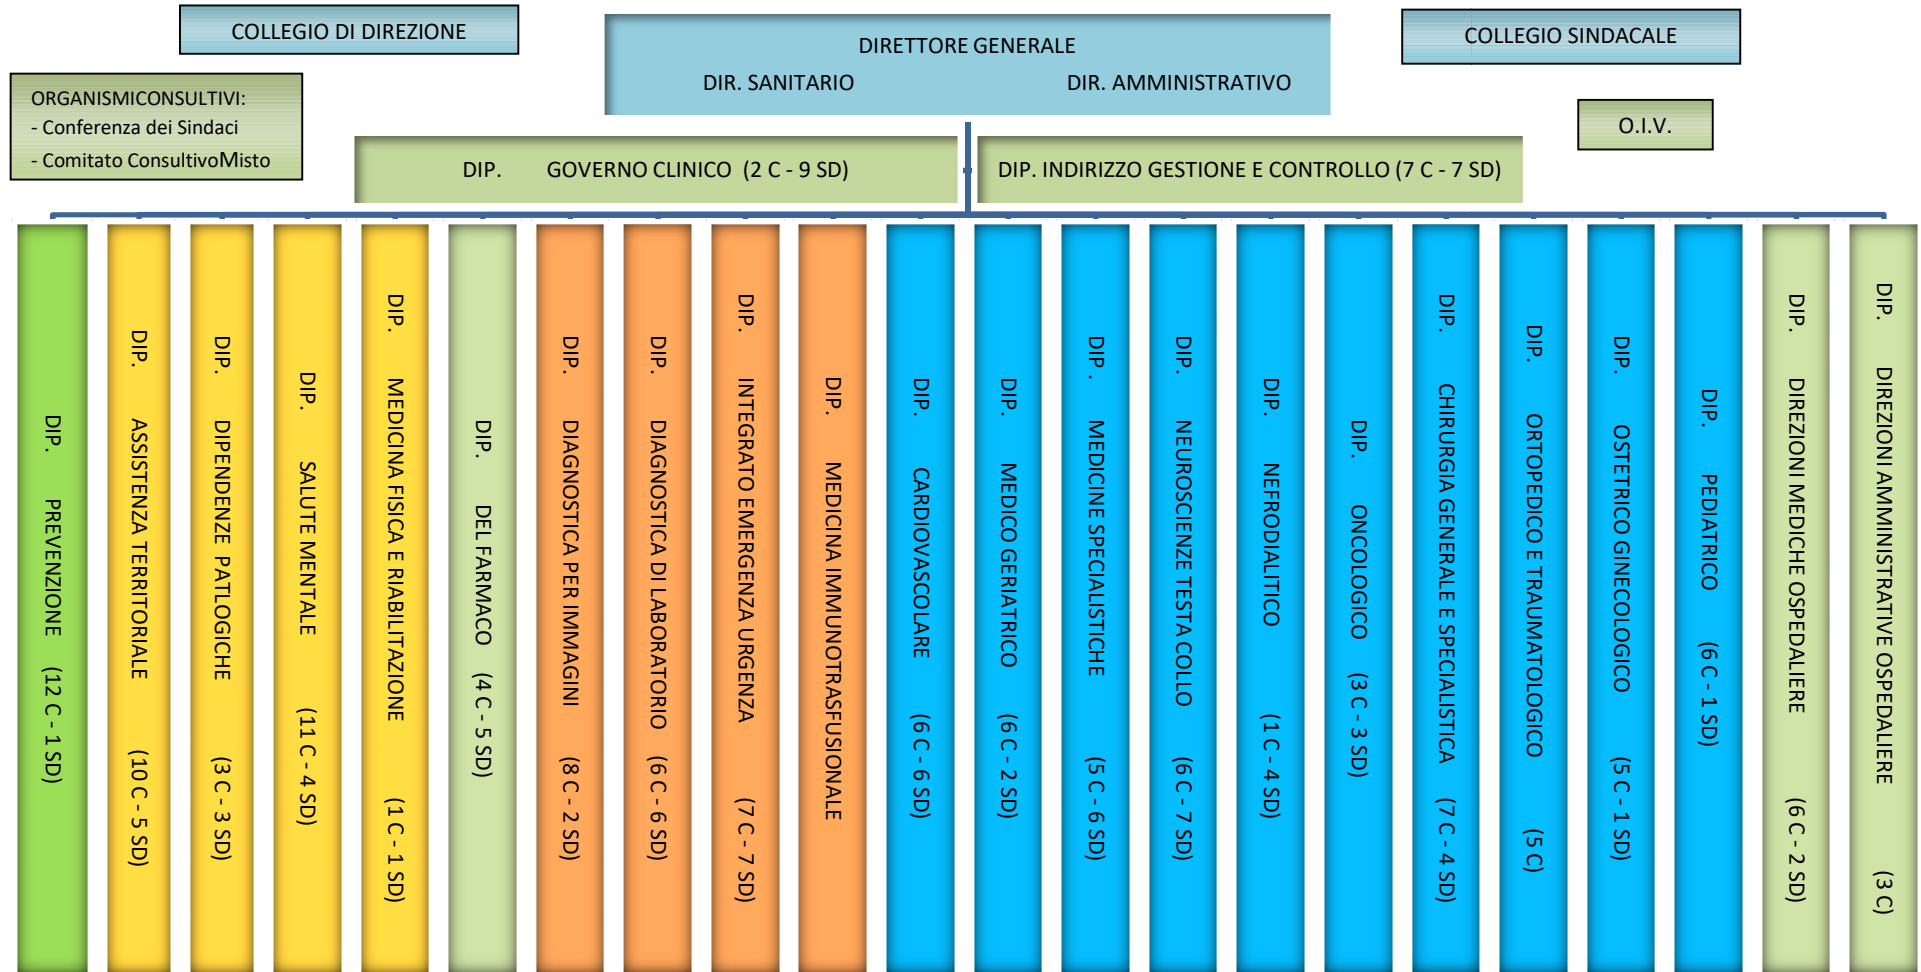 COLLEGIO DI DIREZIONE
DIRETTORE GENERALE
DIR. SANITARIO DIR. AMMINISTRATIVO
COLLEGIO SINDACALE
ORGANISMICONSULTIVI:
- Conferenza dei Sindaci
- Comitato ConsultivoMisto
O.I.V.
DIP. GOVERNO CLINICO (2 C - 9 SD)
DIP. INDIRIZZO GESTIONE E CONTROLLO (7 C - 7 SD)
DIP. PREVENZIONE (12 C - 1 SD)
DIP. ASSISTENZA TERRITORIALE (10 C - 5 SD)
DIP. DIPENDENZE PATLOGICHE (3 C - 3 SD)
DIP. SALUTE MENTALE (11 C - 4 SD)
DIP. MEDICINA FISICA E RIABILITAZIONE (1 C - 1 SD)
DIP. DEL FARMACO (4 C - 5 SD)
DIP. DIAGNOSTICA PER IMMAGINI (8 C - 2 SD)
DIP. DIAGNOSTICA DI LABORATORIO (6 C - 6 SD)
DIP. INTEGRATO EMERGENZA URGENZA (7 C - 7 SD)
DIP. MEDICINA IMMUNOTRASFUSIONALE
DIP. CARDIOVASCOLARE (6 C - 6 SD)
DIP. MEDICO GERIATRICO (6 C - 2 SD)
DIP. MEDICINE SPECIALISTICHE (5 C - 6 SD)
DIP. NEUROSCIENZE TESTA COLLO (6 C - 7 SD)
DIP. NEFRODIALITICO (1 C - 4 SD)
DIP. ONCOLOGICO (3 C - 3 SD)
DIP. CHIRURGIA GENERALE E SPECIALISTICA (7 C - 4 SD)
DIP. ORTOPEDICO E TRAUMATOLOGICO (5 C)
DIP. OSTETRICO GINECOLOGICO (5 C - 1 SD)
DIP. PEDIATRICO (6 C - 1 SD)
DIP. DIREZIONI MEDICHE OSPEDALIERE (6 C - 2 SD)
DIP. DIREZIONI AMMINISTRATIVE OSPEDALIERE (3 C)